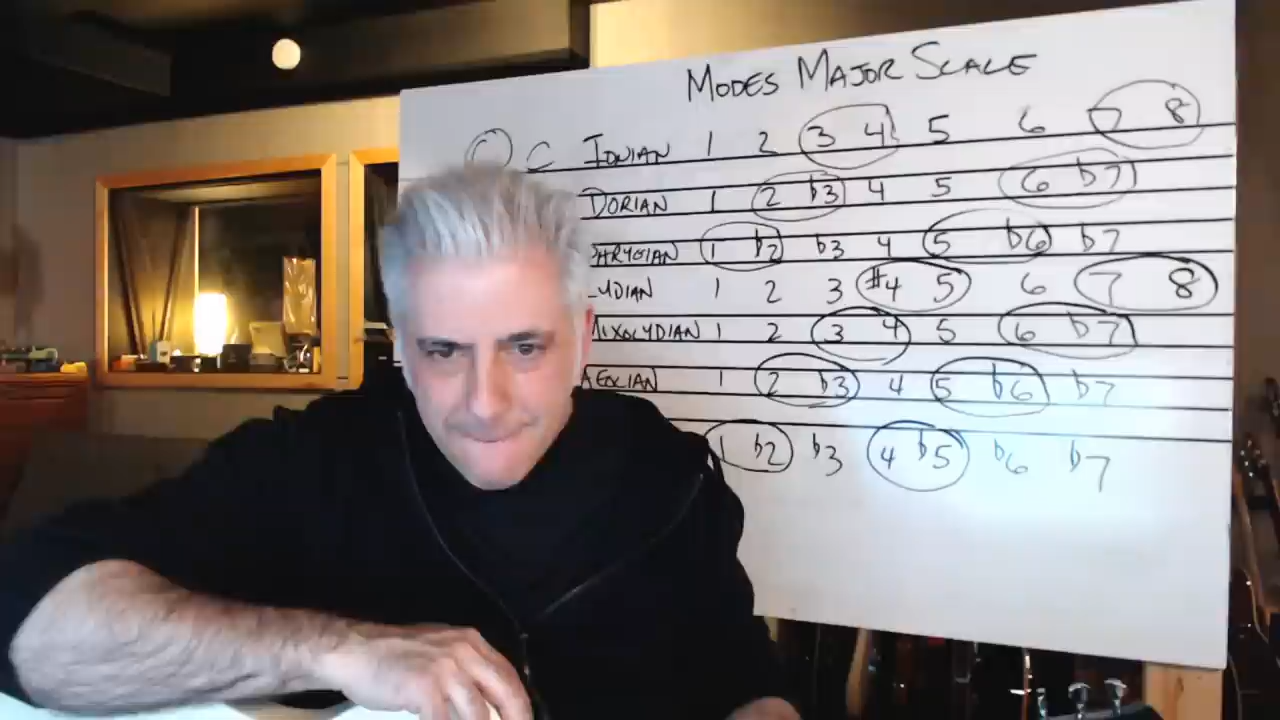 MODES MAJOR SCALE
C C IONIAN 1 2 3 4 5 6 7 8
DORIAN 1 2 b3 4 5 6 b7
PHRYGIAN 1 b2 b3 4 5 b6 b7
LYDIAN 1 2 3 #4 5 6 7 8
MIXOLYDIAN 1 2 3 4 5 6 b7
AEOLIAN 1 2 b3 4 5 b6 b7
1 b2 b3 4 b5 b6 b7